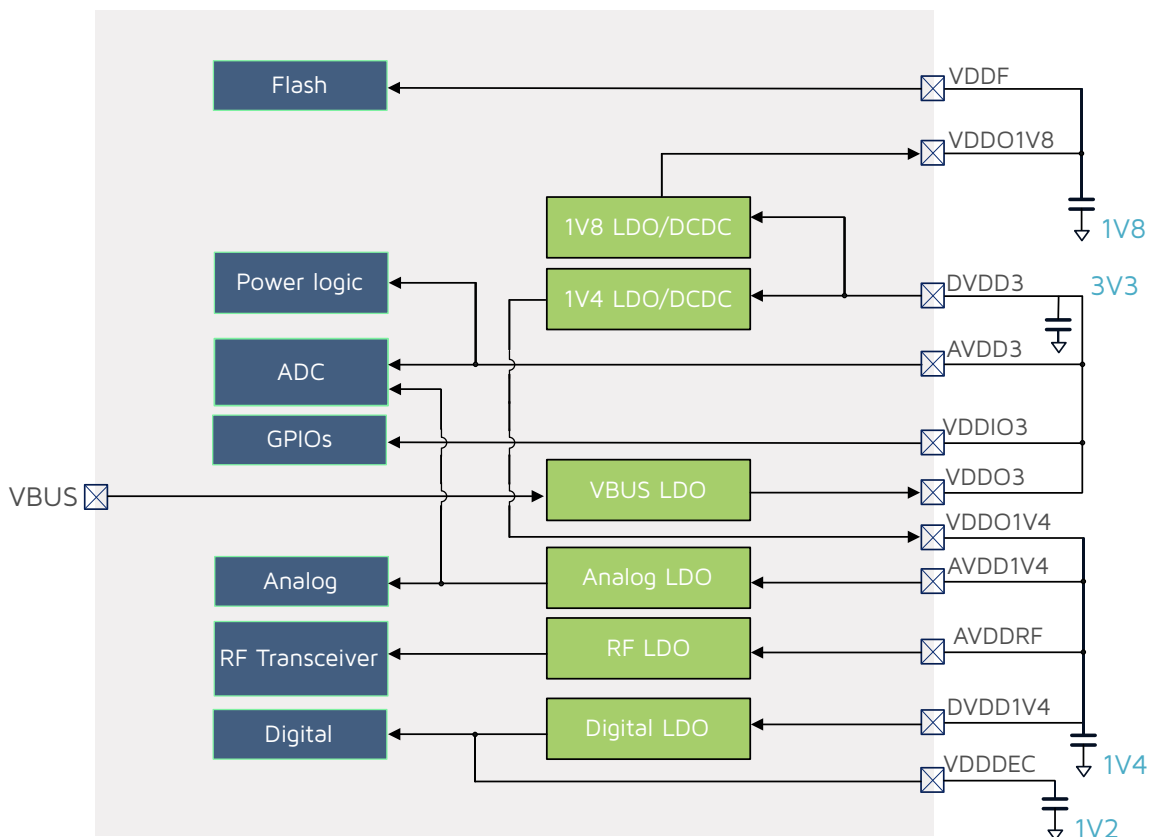 VDDF
Flash
VDDO1V8
1V8 LDO/DCDC
1V8
Power logic
1V4 LDO/DCDC
DVDD3
3V3
AVDD3
ADC
VDDIO3
GPIOs
VBUS
VBUS LDO
VDDO3
VDDO1V4
Analog
Analog LDO
AVDD1V4
RF Transceiver
RF LDO
AVDDRF
Digital
Digital LDO
DVDD1V4
VDDDEC
1V4
1V2